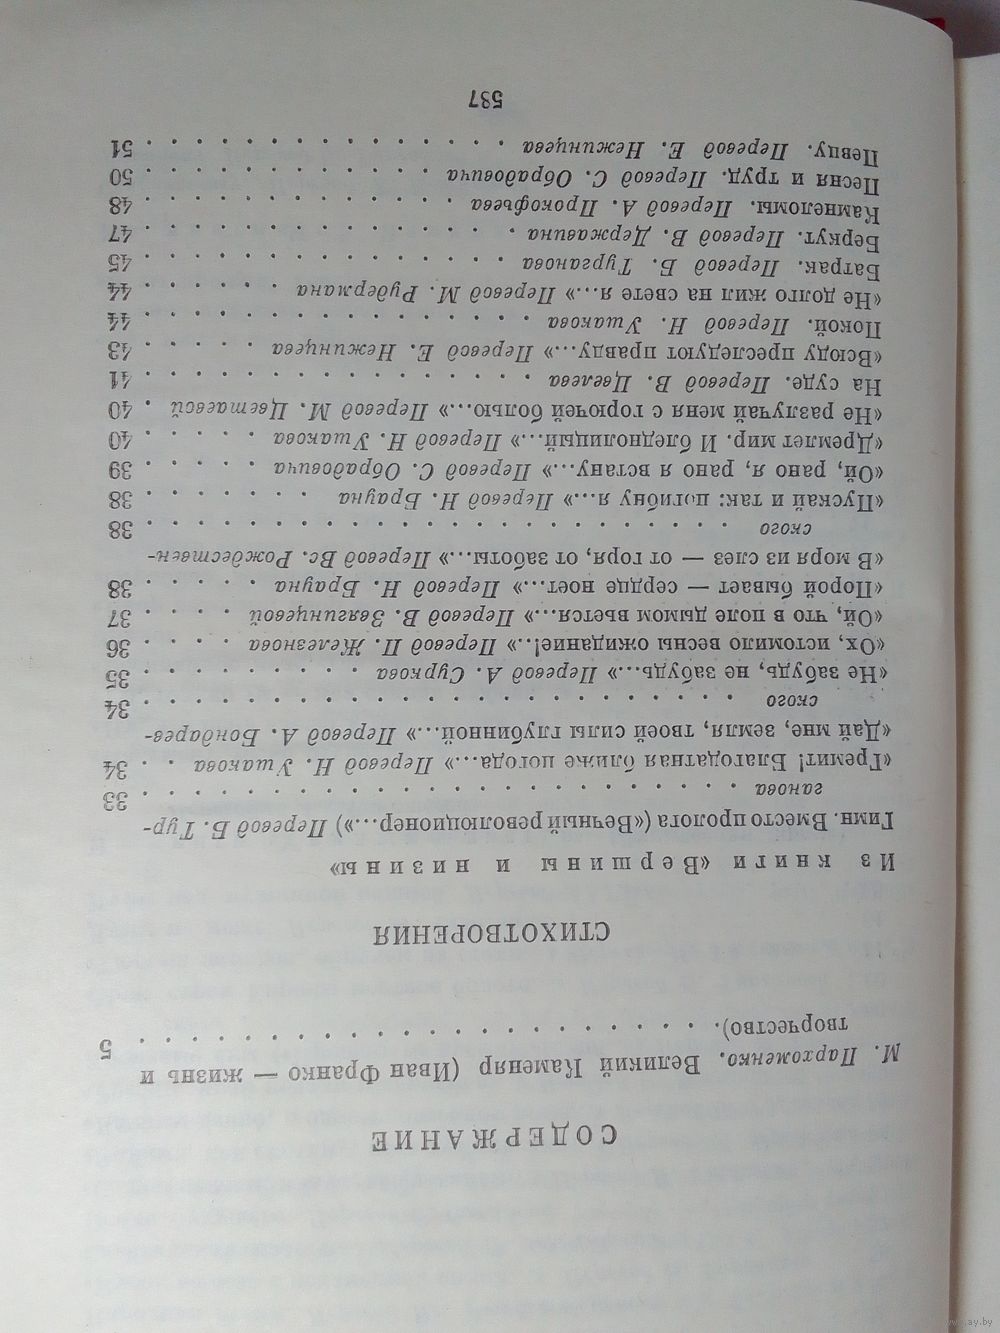 СОДЕРЖАНИЕ
М. Пархоменко. Великий Каменяр (Иван Франко — жизнь и
творчество). . . . . . . . . . . . . . . . . . . . . . 5
СТИХОТВОРЕНИЯ
Из книги «Вершины и низины»
Гимн. Вместо пролога («Вечный революционер...») Перевод Б. Тур-
ганова . . . . . . . . . . . . . . . . . . . . 33
«Гремит! Благодатная ближе погода...» Перевод Н. Ушакова . . 34
«Дай мне, земля, твоей силы глубинной...» Перевод А. Бондарев-
ского . . . . . . . . . . . . . . . . . . . . 34
«Не забудь, не забудь...» Перевод А. Суркова . . . . . . . . 35
«Ох, истомило весны ожидание!..» Перевод П. Железнова . . . . 36
«Ой, что в поле дымом вьется...» Перевод В. Звягинцевой . . . . 37
«Порой бывает — сердце ноет...» Перевод Н. Брауна . . . . . 38
«В моря из слез — от горя, от заботы...» Перевод Вс. Рождествен-
ского . . . . . . . . . . . . . . . . . . . . 38
«Пускай и так: погибну я...» Перевод Н. Брауна . . . . . . 38
«Ой, рано я, рано я встану...» Перевод С. Обрадовича . . . . . 39
«Дремлет мир. И бледнолицый...» Перевод Н. Ушакова . . . . . 40
«Не разлучай меня с горючей болью...» Перевод М. Цветаевой . 40
На суде. Перевод В. Цвелева . . . . . . . . . . . . . . 41
«Всюду преследуют правду...» Перевод Е. Нежинцева . . . . . 43
Покой. Перевод Н. Ушакова . . . . . . . . . . . . . . 44
«Не долго жил на свете я...» Перевод М. Рудермана . . . . . 44
Батрак. Перевод Б. Турганова . . . . . . . . . . . . . . 45
Беркут. Перевод В. Державина . . . . . . . . . . . . . . 47
Камнеломы. Перевод А. Прокофьева . . . . . . . . . . . . 48
Песня и труд. Перевод С. Обрадовича . . . . . . . . . . . 50
Певцу. Перевод Е. Нежинцева . . . . . . . . . . . . . . 51
587
ay.by